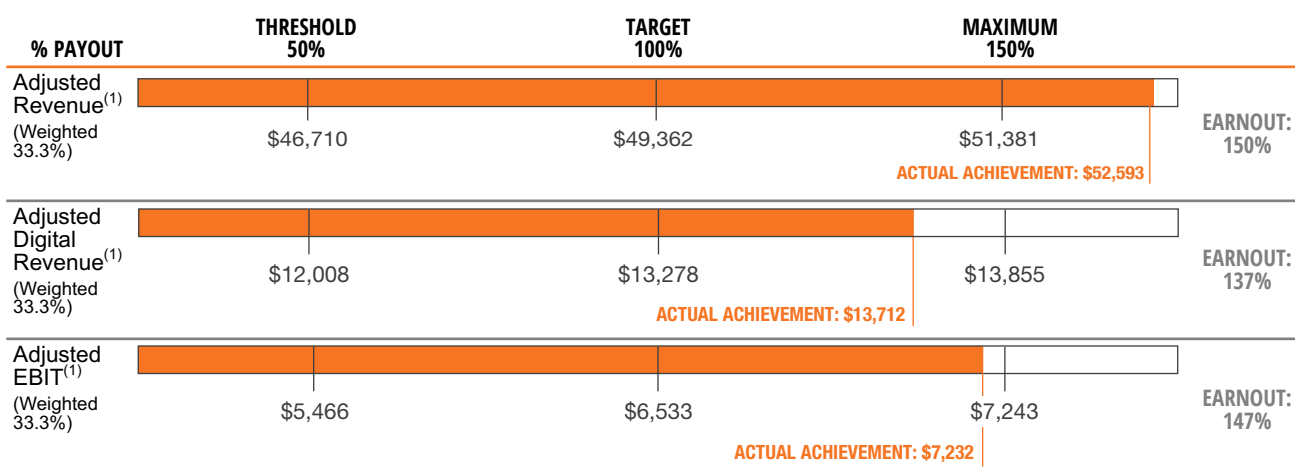 % PAYOUT
THRESHOLD
50%
TARGET
100%
MAXIMUM
150%
Adjusted
Revenue(1)
(Weighted
33.3%)
$46,710
$49,362
$51,381
ACTUAL ACHIEVEMENT: $52,593
EARNOUT:
150%
Adjusted
Digital
Revenue(1)
(Weighted
33.3%)
$12,008
$13,278
$13,855
ACTUAL ACHIEVEMENT: $13,712
EARNOUT:
137%
Adjusted
EBIT(1)
(Weighted
33.3%)
$5,466
$6,533
$7,243
ACTUAL ACHIEVEMENT: $7,232
EARNOUT:
147%